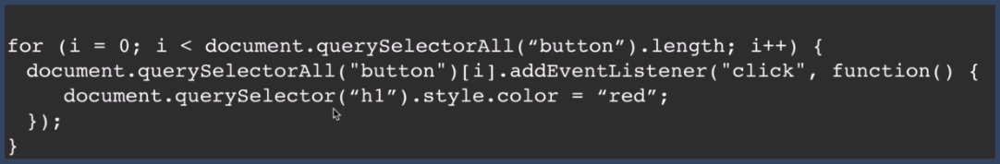 for (i = 0; i < document.querySelectorAll(“button”).length; i++) {
document.querySelectorAll("button")[i].addEventListener("click", function() {
document.querySelector(“h1”).style.color = “red”;
});
}